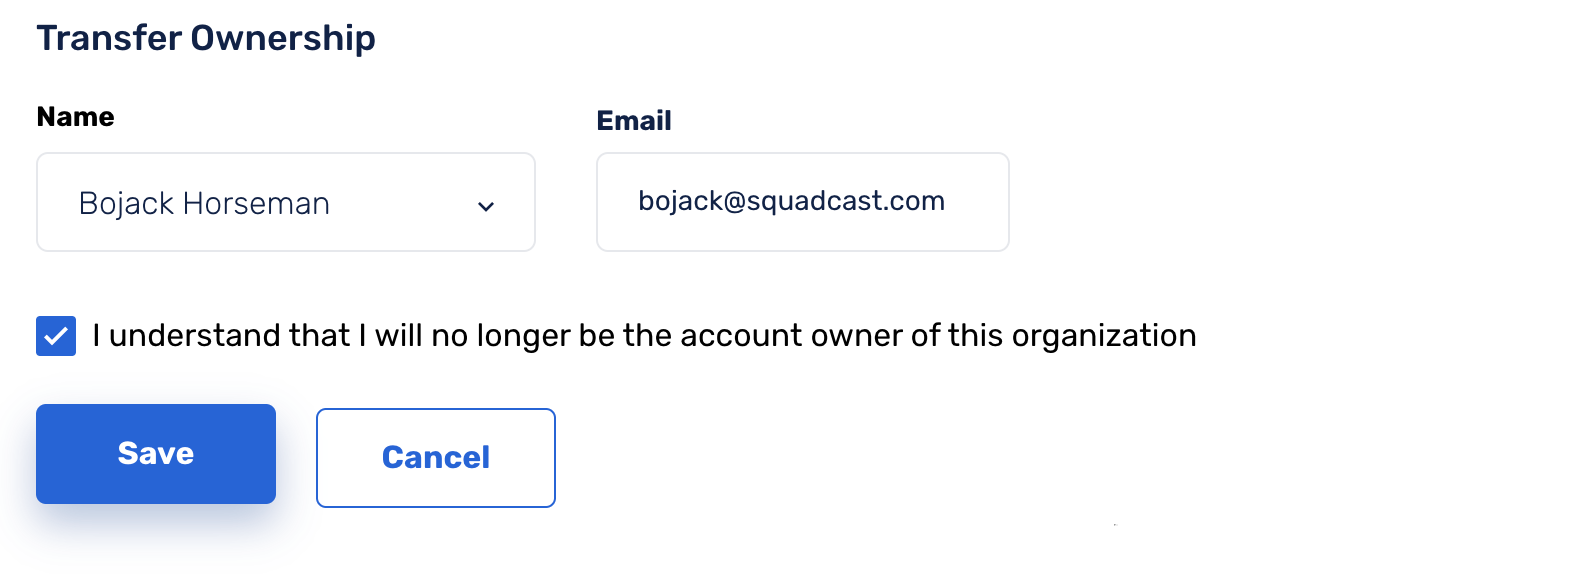 Transfer Ownership
Name
Email
Bojack Horseman
bojack@squadcast.com
I understand that I will no longer be the account owner of this organization
Save
Cancel